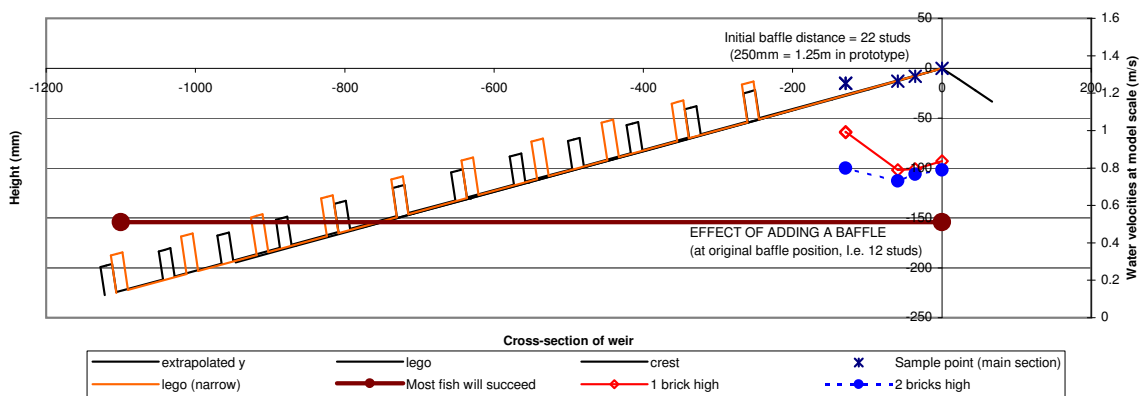 Initial baffle distance = 22 studs
(250mm = 1.25m in prototype)
-1200
-1000
-800
-600
-400
-200
0
200
0
-50
-100
-150
-200
-250
1.6
1.4
1.2
1
0.8
0.6
0.4
0.2
0
Height (mm)
Water velocities at model scale (m/s)
EFFECT OF ADDING A BAFFLE
(at original baffle position, I.e. 12 studs)
Cross-section of weir
extrapolated y
lego
crest
Sample point (main section)
lego (narrow)
Most fish will succeed
1 brick high
2 bricks high